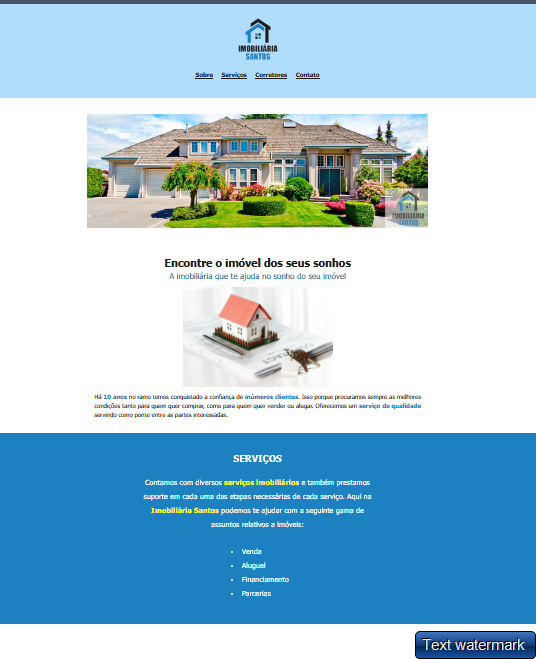 IMOBILIÁRIA
SANTOS
Sobre Serviços Corretores Contato
IMOBILIÁRIA
SANTOS
Encontre o imóvel dos seus sonhos
A imobiliária que te ajuda no sonho do seu imóvel
CONTRACT
Há 10 anos no ramo temos conquistado a confiança de inúmeros clientes. Isso porque procuramos sempre as melhores
condições tanto para quem quer comprar, como para quem quer vender ou alugar. Oferecemos um serviço de qualidade
servindo como ponte entre as partes interessadas.
SERVIÇOS
Contamos com diversos serviços imobiliários e também prestamos
suporte em cada uma das etapas necessárias de cada serviço. Aqui na
Imobiliária Santos podemos te ajudar com a seguinte gama de
assuntos relativos a imóveis:
• Venda
• Aluguel
• Financiamento
• Parcerias
Text watermark